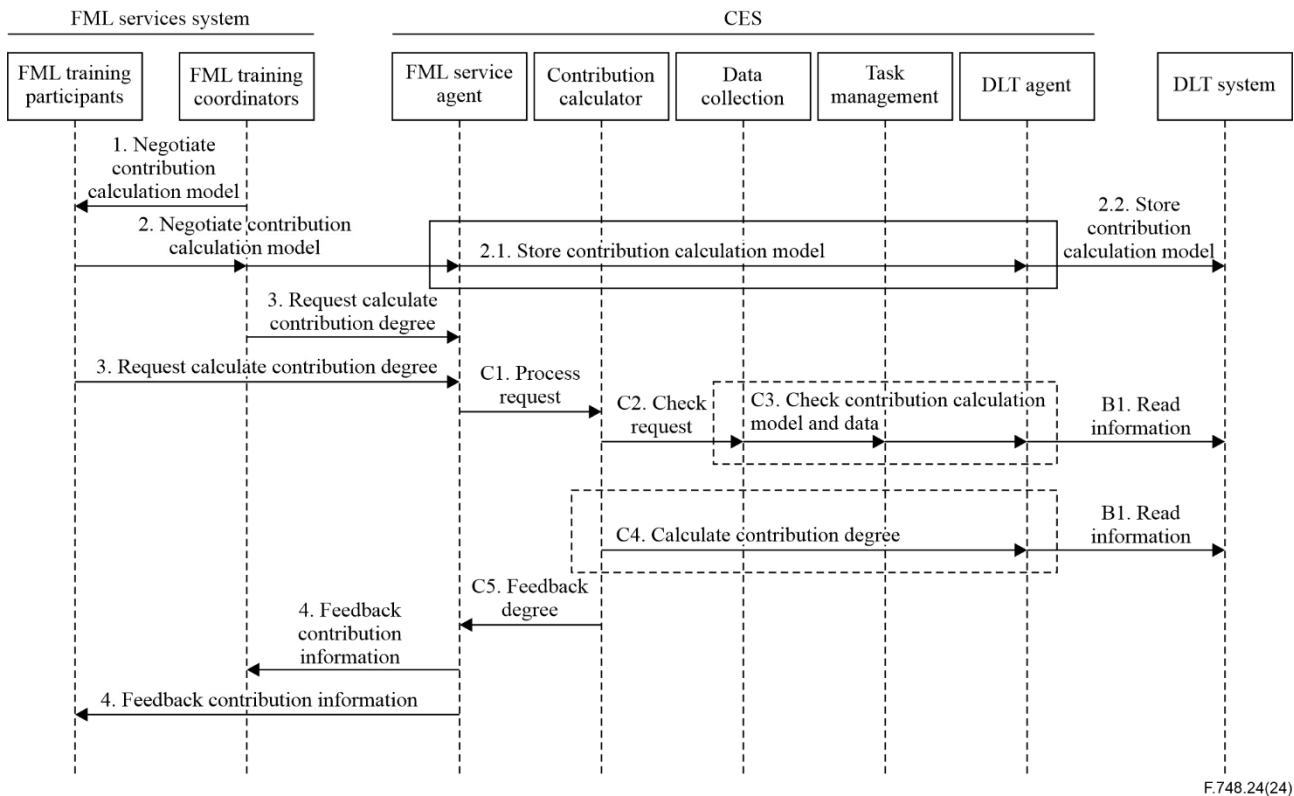 FML services system
CES
FML training
participants
FML training
coordinators
FML service
agent
Contribution
calculator
Data
collection
Task
management
DLT agent
DLT system
1. Negotiate
contribution
calculation model
2. Negotiate contribution
calculation model
2.1. Store contribution calculation model
2.2. Store
contribution
calculation model
3. Request calculate
contribution degree
3. Request calculate contribution degree
C1. Process
request
C2. Check
request
C3. Check contribution calculation
model and data
B1. Read
information
C4. Calculate contribution degree
B1. Read
information
C5. Feedback
degree
4. Feedback
contribution
information
4. Feedback contribution information
F.748.24(24)